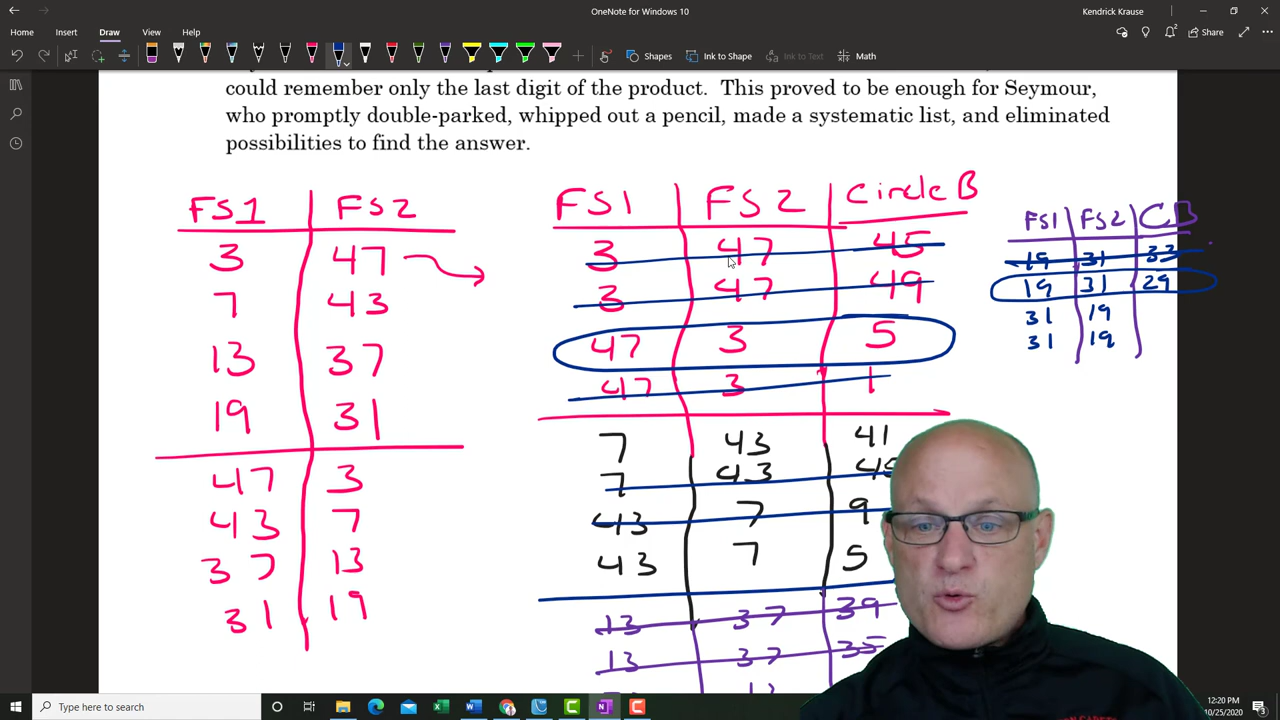 OneNote for Windows 10
Kendrick Krause
Home Insert Draw View Help
Share
Shapes Ink to Shape Ink to Text Math
could remember only the last digit of the product. This proved to be enough for Seymour,
who promptly double-parked, whipped out a pencil, made a systematic list, and eliminated
possibilities to find the answer.
FS1 FS2
3 47
7 43
13 37
19 31
47 3
43 7
37 13
31 19
FS1 FS2 Circle B
3 47 45
3 47 49
47 3 5
47 3 1
7 43 41
7 43
43 7 9
43 7 5
13 37 39
13 37 35
FS1 FS2 CB
19 31 33
19 31 29
31 19
31 19
Type here to search
12:20 PM
10/25/2020